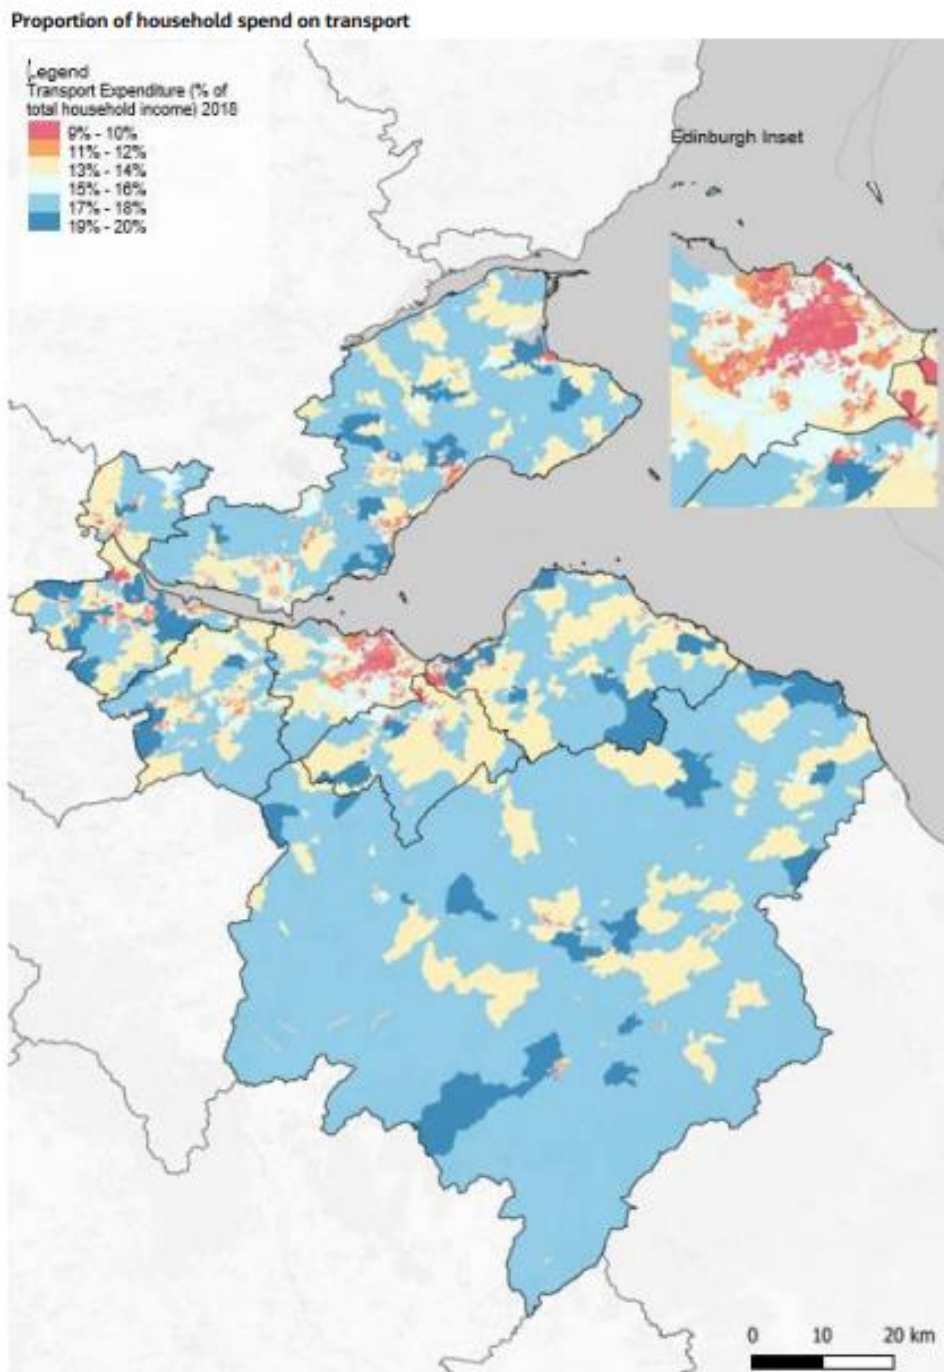 Proportion of household spend on transport
Legend
Transport Expenditure (% of
total household income) 2018
9% - 10%
11% - 12%
13% - 14%
15% - 16%
17% - 18%
19% - 20%
Edinburgh Inset
0 10 20 km